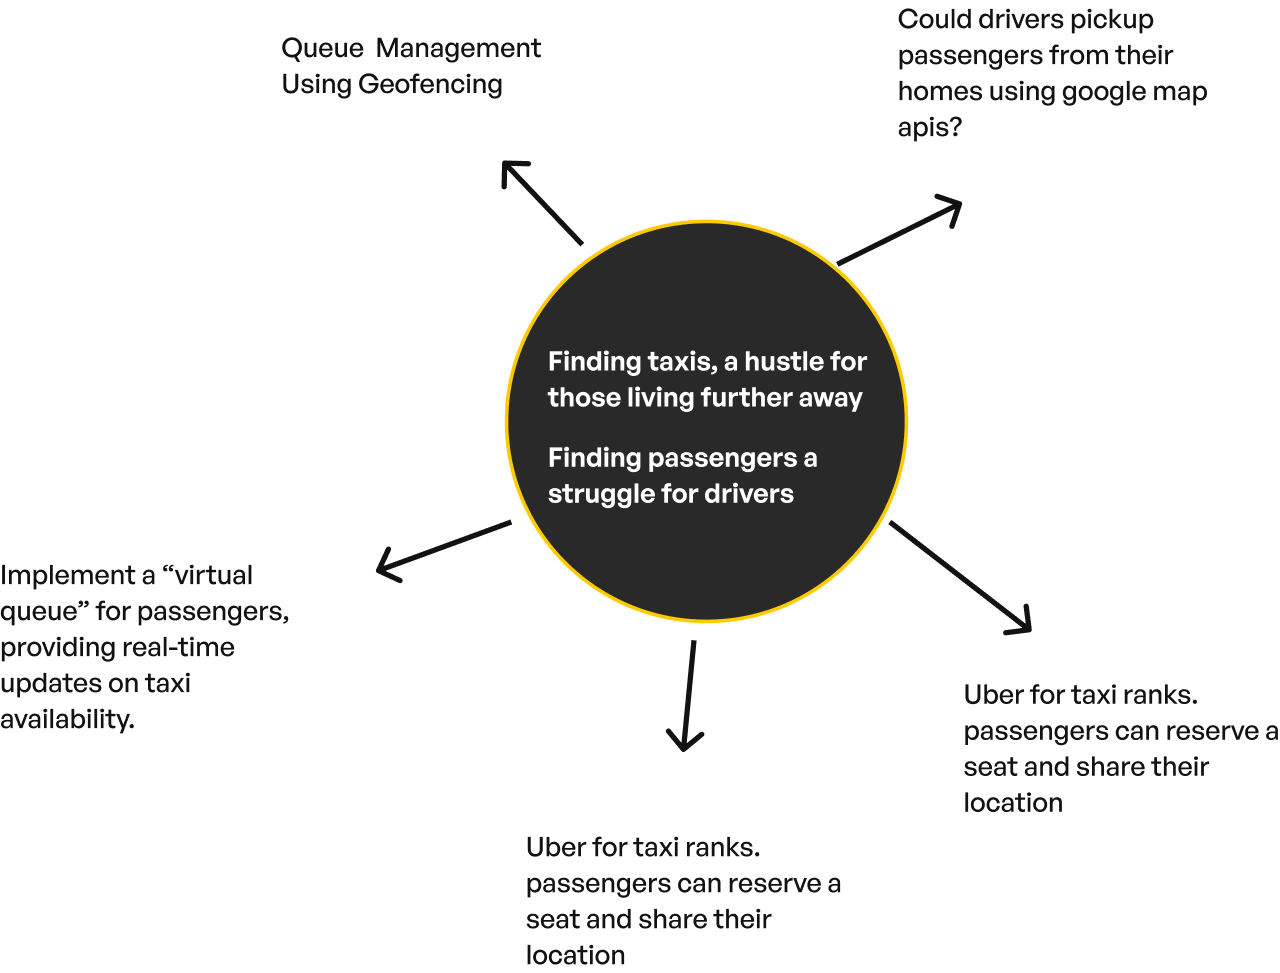 Queue  Management
Using Geofencing
Could drivers pickup
passengers from their
homes using google map
apis?
Finding taxis, a hustle for
those living further away
Finding passengers a
struggle for drivers
Implement a “virtual
queue” for passengers,
providing real-time
updates on taxi
availability.
Uber for taxi ranks.
passengers can reserve a
seat and share their
location
Uber for taxi ranks.
passengers can reserve a
seat and share their
location